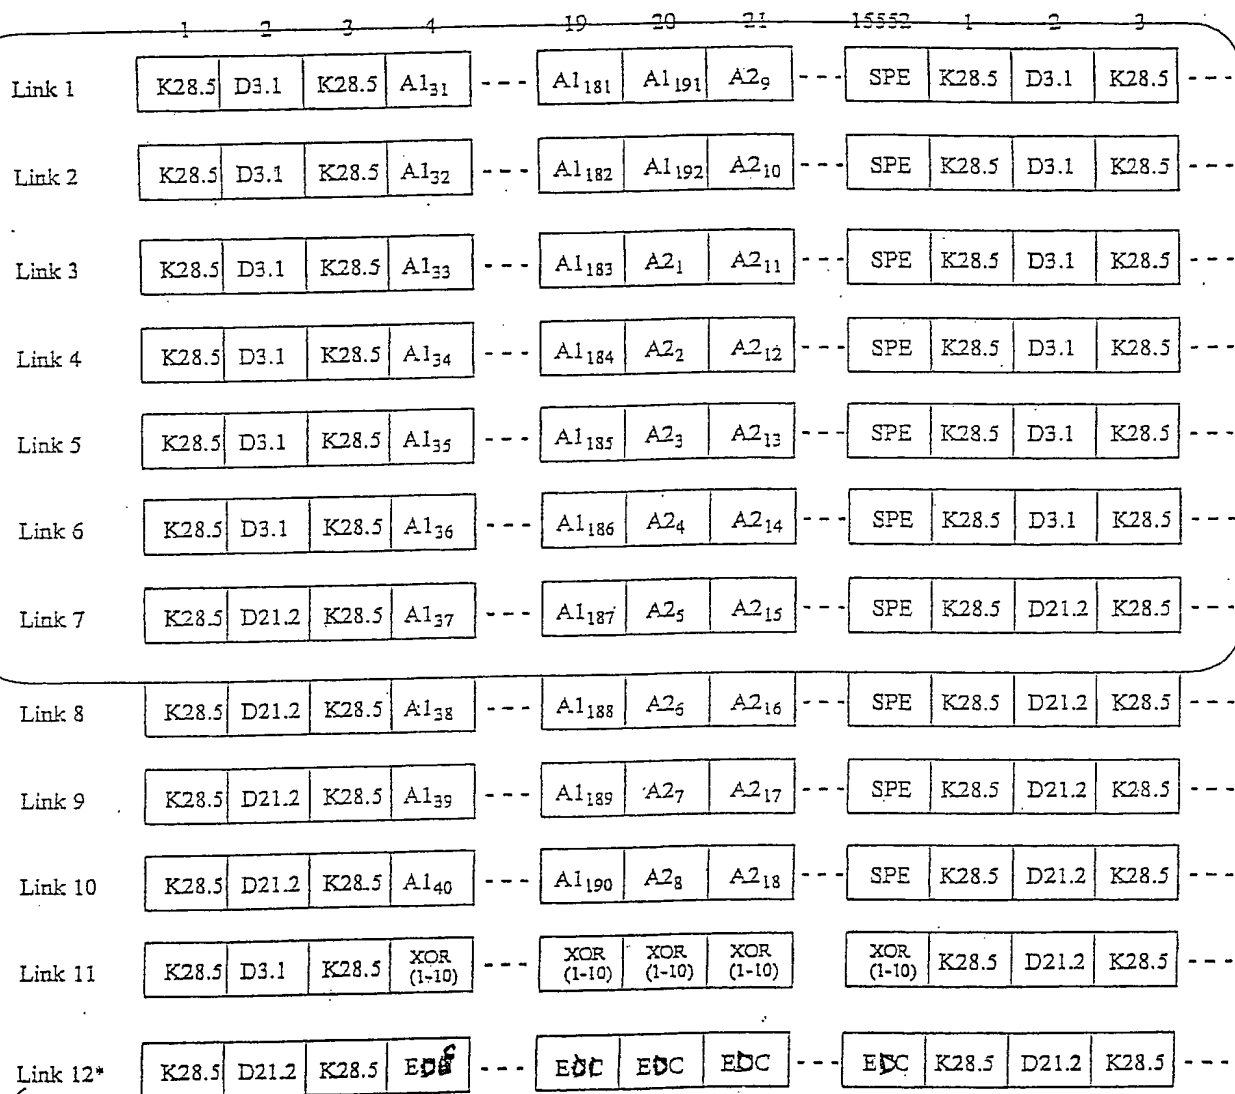 1 2 3 4 19 20 21 15552 1 2 3
Link 1 K28.5 D3.1 K28.5 A1₃₁ --- A1₁₈₁ A1₁₉₁ A2₉ --- SPE K28.5 D3.1 K28.5 ---
Link 2 K28.5 D3.1 K28.5 A1₃₂ --- A1₁₈₂ A1₁₉₂ A2₁₀ --- SPE K28.5 D3.1 K28.5 ---
Link 3 K28.5 D3.1 K28.5 A1₃₃ --- A1₁₈₃ A2₁ A2₁₁ --- SPE K28.5 D3.1 K28.5 ---
Link 4 K28.5 D3.1 K28.5 A1₃₄ --- A1₁₈₄ A2₂ A2₁₂ --- SPE K28.5 D3.1 K28.5 ---
Link 5 K28.5 D3.1 K28.5 A1₃₅ --- A1₁₈₅ A2₃ A2₁₃ --- SPE K28.5 D3.1 K28.5 ---
Link 6 K28.5 D3.1 K28.5 A1₃₆ --- A1₁₈₆ A2₄ A2₁₄ --- SPE K28.5 D3.1 K28.5 ---
Link 7 K28.5 D21.2 K28.5 A1₃₇ --- A1₁₈₇ A2₅ A2₁₅ --- SPE K28.5 D21.2 K28.5 ---
Link 8 K28.5 D21.2 K28.5 A1₃₈ --- A1₁₈₈ A2₆ A2₁₆ --- SPE K28.5 D21.2 K28.5 ---
Link 9 K28.5 D21.2 K28.5 A1₃₉ --- A1₁₈₉ A2₇ A2₁₇ --- SPE K28.5 D21.2 K28.5 ---
Link 10 K28.5 D21.2 K28.5 A1₄₀ --- A1₁₉₀ A2₈ A2₁₈ --- SPE K28.5 D21.2 K28.5 ---
Link 11 K28.5 D3.1 K28.5 XOR (1-10) --- XOR (1-10) XOR (1-10) XOR (1-10) --- XOR (1-10) K28.5 D21.2 K28.5 ---
Link 12* K28.5 D21.2 K28.5 EDC --- EDC EDC EDC --- EDC K28.5 D21.2 K28.5 ---